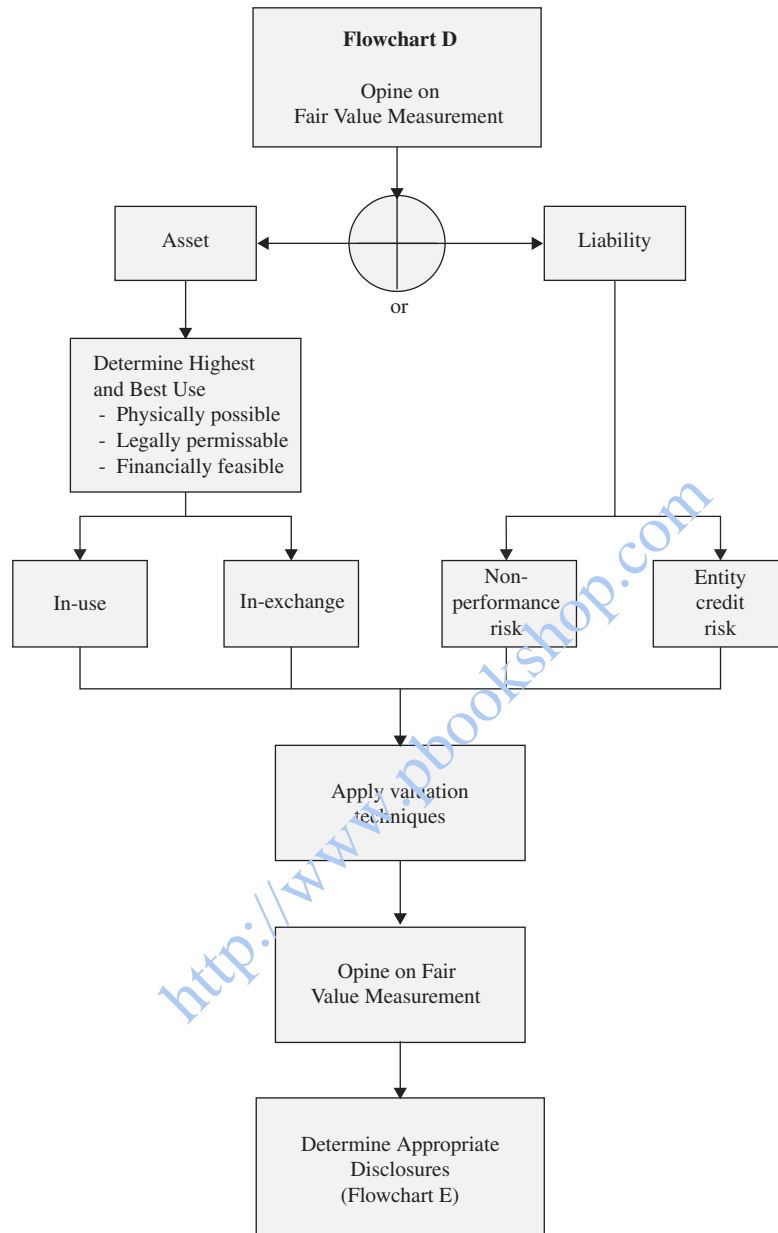 Flowchart D
Opine on
Fair Value Measurement
Asset
Liability
or
Determine Highest
and Best Use
- Physically possible
- Legally permissable
- Financially feasible
In-use
In-exchange
Non-
performance
risk
Entity
credit
risk
Apply valuation
techniques
Opine on Fair
Value Measurement
Determine Appropriate
Disclosures
(Flowchart E)
http://www.pbookshop.com